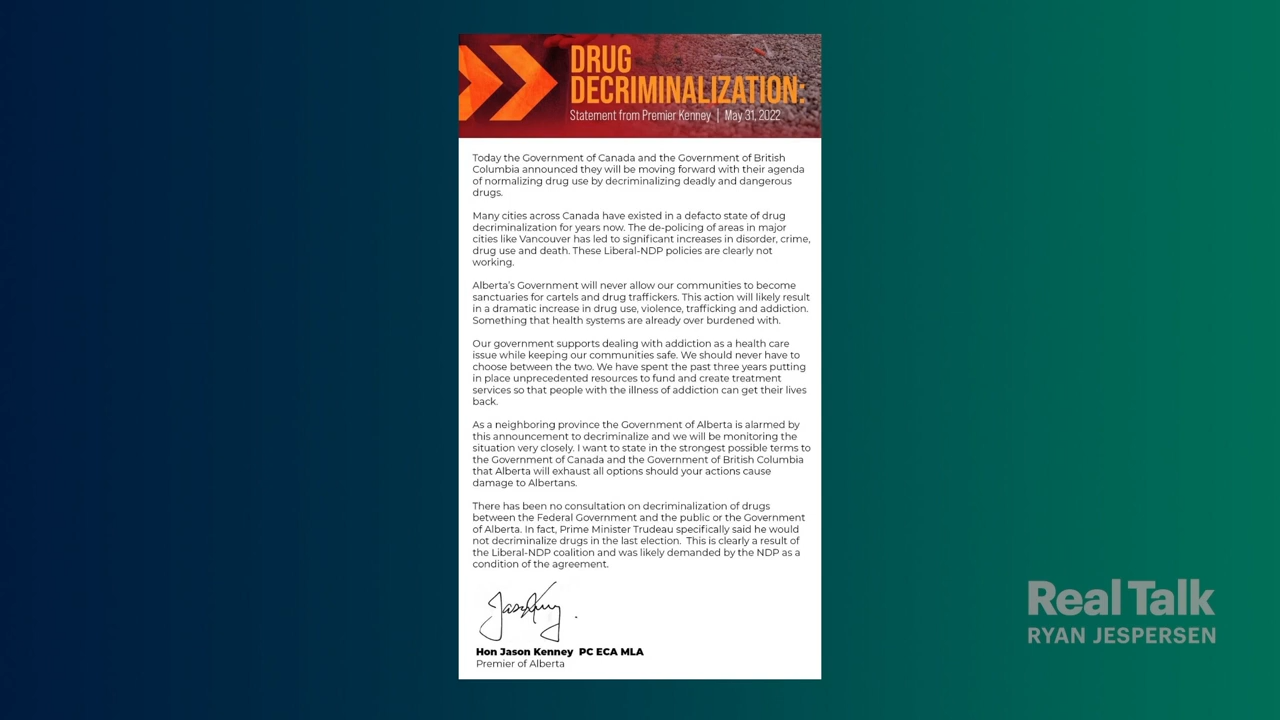 DRUG
DECRIMINALIZATION:
Statement from Premier Kenney | May 31, 2022
Today the Government of Canada and the Government of British
Columbia announced they will be moving forward with their agenda
of normalizing drug use by decriminalizing deadly and dangerous
drugs.
Many cities across Canada have existed in a defacto state of drug
decriminalization for years now. The de-policing of areas in major
cities like Vancouver has led to significant increases in disorder, crime,
drug use and death. These Liberal-NDP policies are clearly not
working.
Alberta's Government will never allow our communities to become
sanctuaries for cartels and drug traffickers. This action will likely result
in a dramatic increase in drug use, violence, trafficking and addiction.
Something that health systems are already over burdened with.
Our government supports dealing with addiction as a health care
issue while keeping our communities safe. We should never have to
choose between the two. We have spent the past three years putting
in place unprecedented resources to fund and create treatment
services so that people with the illness of addiction can get their lives
back.
As a neighboring province the Government of Alberta is alarmed by
this announcement to decriminalize and we will be monitoring the
situation very closely. I want to state in the strongest possible terms to
the Government of Canada and the Government of British Columbia
that Alberta will exhaust all options should your actions cause
damage to Albertans.
There has been no consultation on decriminalization of drugs
between the Federal Government and the public or the Government
of Alberta. In fact, Prime Minister Trudeau specifically said he would
not decriminalize drugs in the last election. This is clearly a result of
the Liberal-NDP coalition and was likely demanded by the NDP as a
condition of the agreement.
Hon Jason Kenney PC ECA MLA
Premier of Alberta
Real Talk
RYAN JESPERSEN